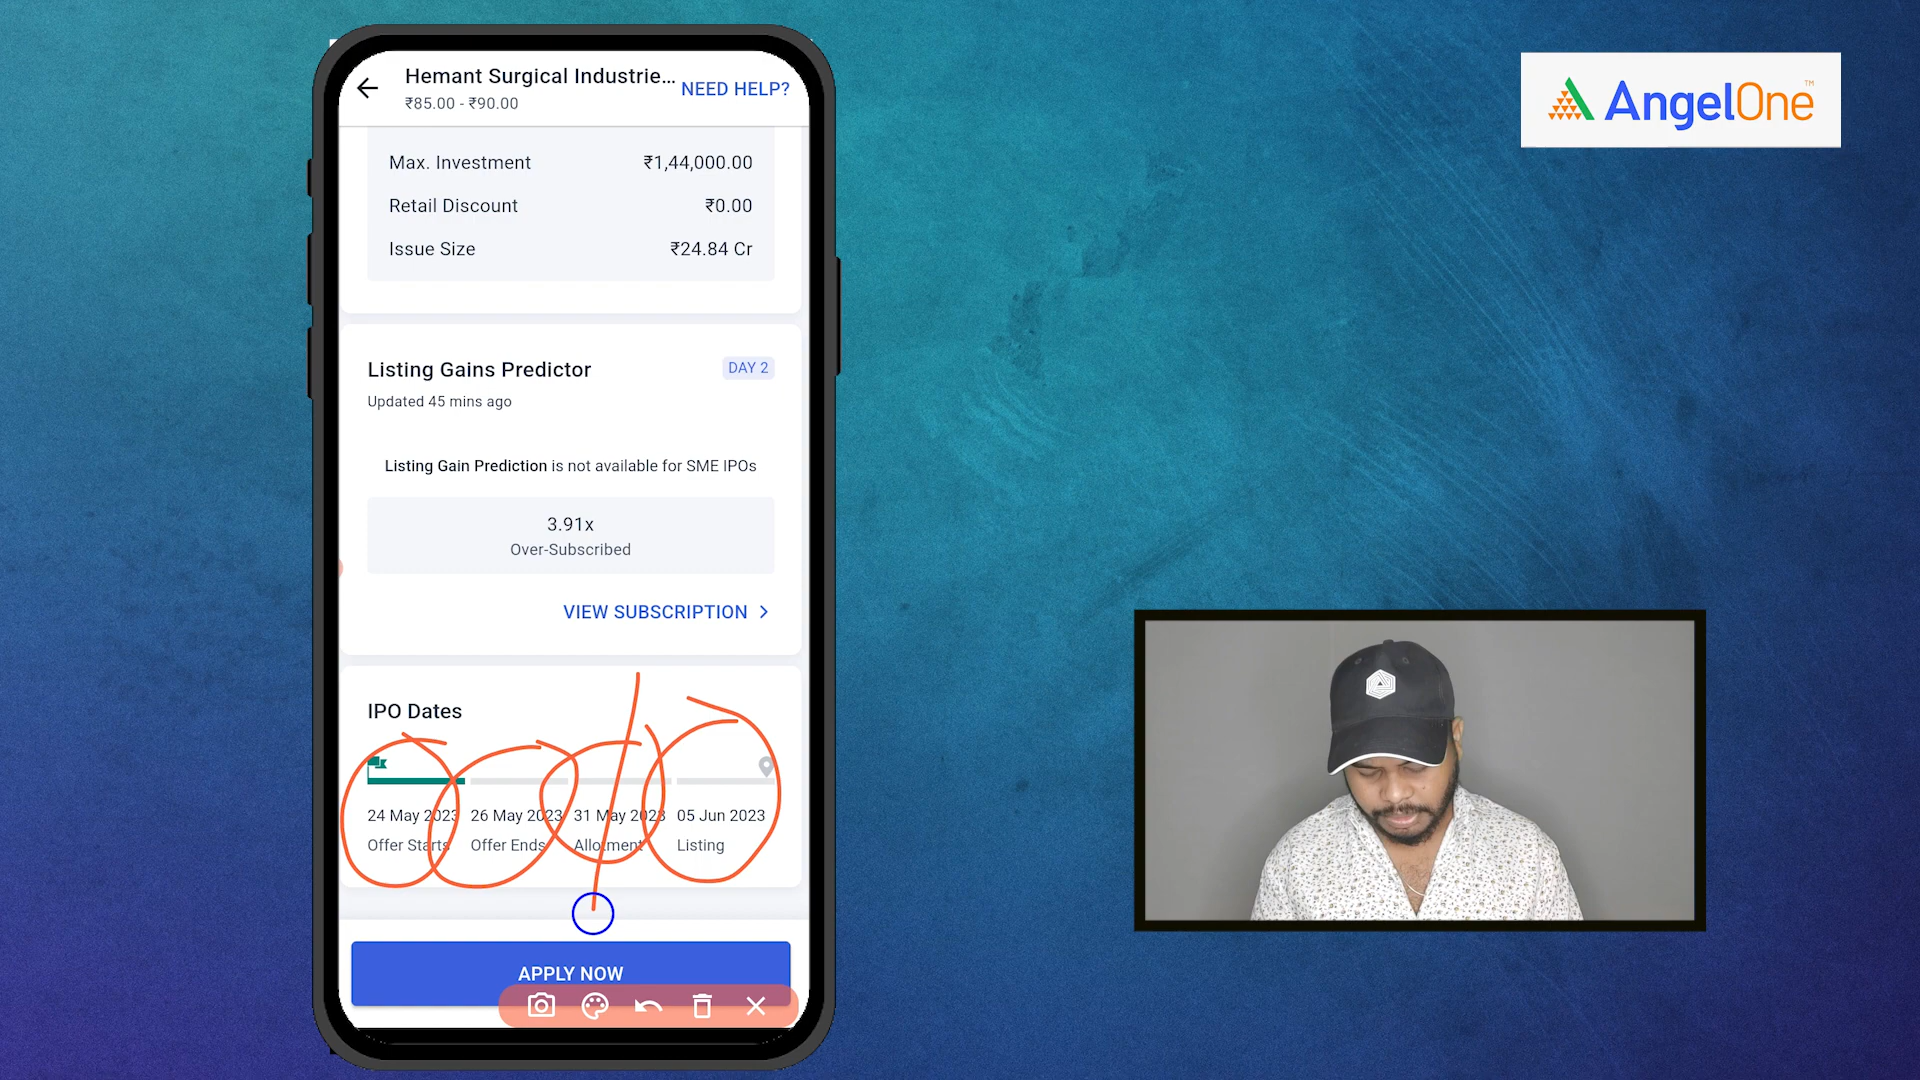 Hemant Surgical Industrie...
₹85.00 - ₹90.00
NEED HELP?
Max. Investment ₹1,44,000.00
Retail Discount ₹0.00
Issue Size ₹24.84 Cr
Listing Gains Predictor DAY 2
Updated 45 mins ago
Listing Gain Prediction is not available for SME IPOs
3.91x
Over-Subscribed
VIEW SUBSCRIPTION >
IPO Dates
24 May 2023 26 May 2023 31 May 2023 05 Jun 2023
Offer Starts Offer Ends Allotment Listing
APPLY NOW
AngelOne™